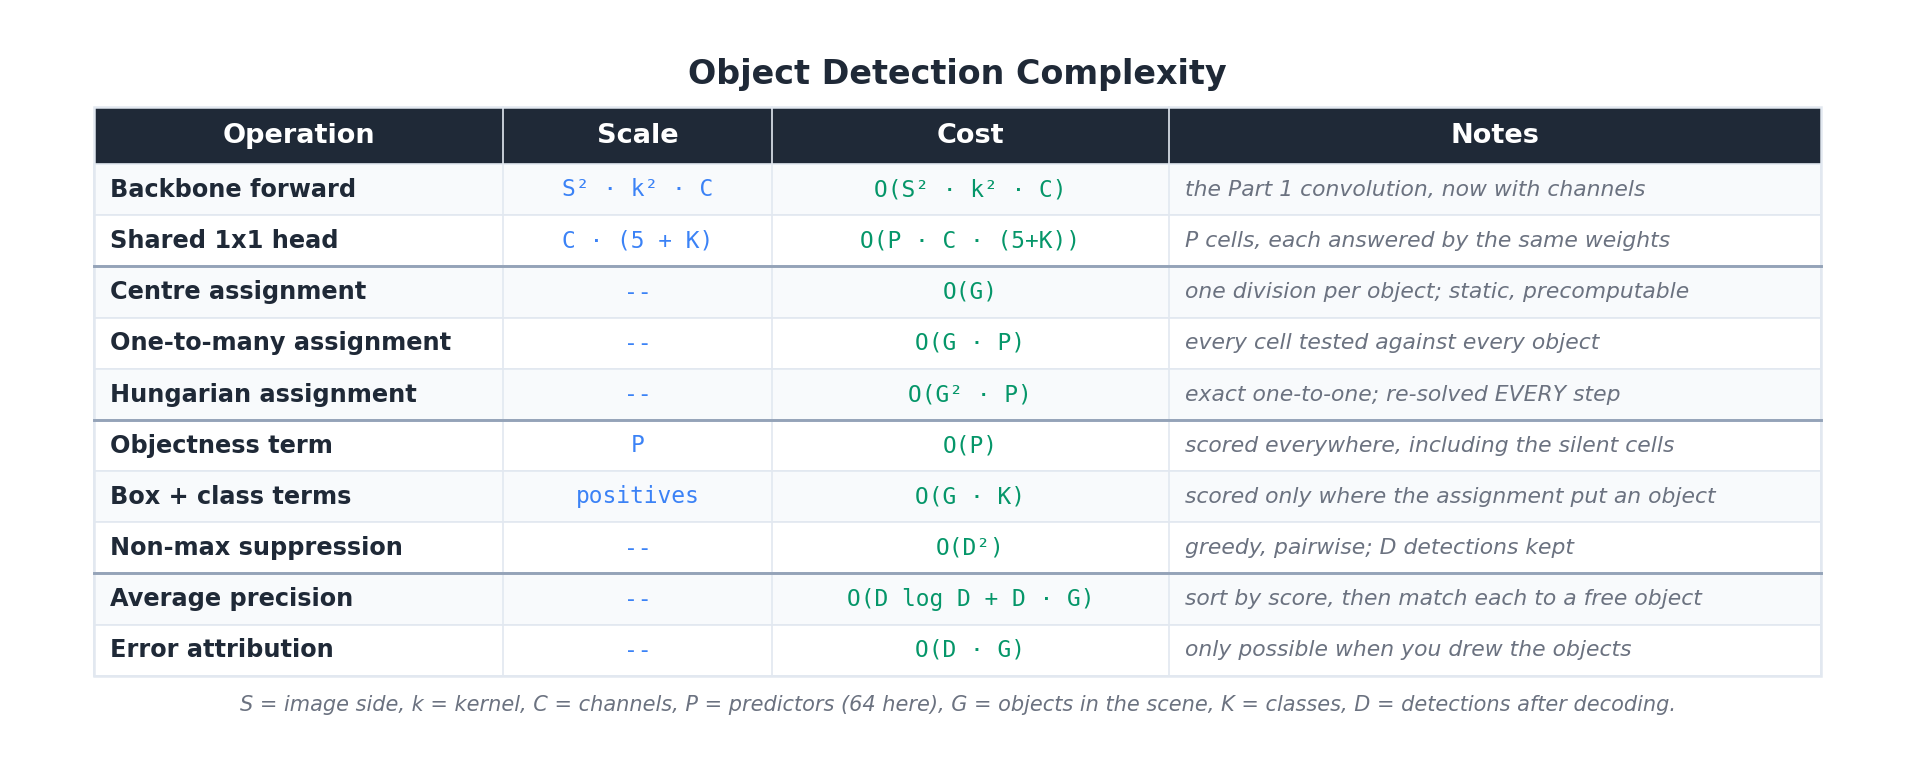 Object Detection Complexity
Operation Scale Cost Notes
Backbone forward S² · k² · C O(S² · k² · C) the Part 1 convolution, now with channels
Shared 1x1 head C · (5 + K) O(P · C · (5+K)) P cells, each answered by the same weights
Centre assignment -- O(G) one division per object; static, precomputable
One-to-many assignment -- O(G · P) every cell tested against every object
Hungarian assignment -- O(G² · P) exact one-to-one; re-solved EVERY step
Objectness term P O(P) scored everywhere, including the silent cells
Box + class terms positives O(G · K) scored only where the assignment put an object
Non-max suppression -- O(D²) greedy, pairwise; D detections kept
Average precision -- O(D log D + D · G) sort by score, then match each to a free object
Error attribution -- O(D · G) only possible when you drew the objects
S = image side, k = kernel, C = channels, P = predictors (64 here), G = objects in the scene, K = classes, D = detections after decoding.